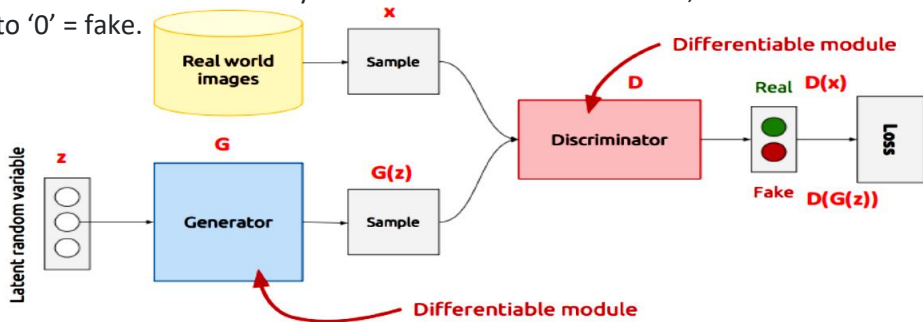 to ‘0’ = fake.
x
Real world
images
Sample
Differentiable module
D
Discriminator
Real
D(x)
Loss
Fake
D(G(z))
z
G
G(z)
Latent random variable
Generator
Sample
Differentiable module